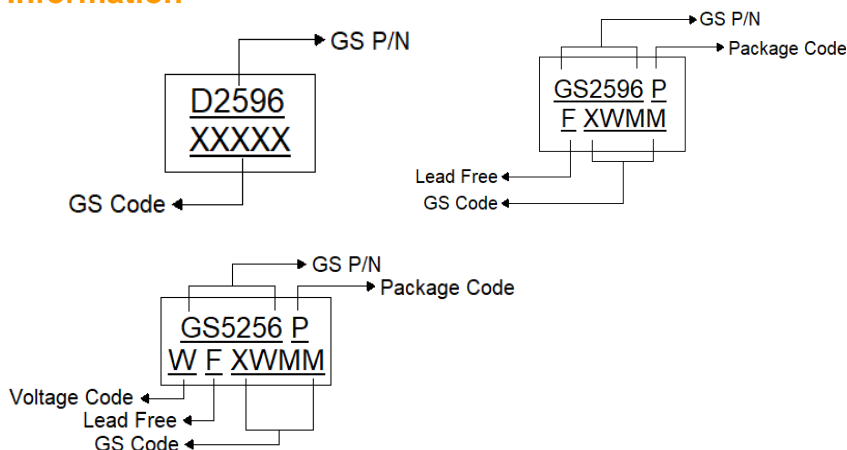 Information
GS P/N
D2596
XXXXX
GS Code
GS P/N
Package Code
GS2596 P
F XWMM
Lead Free
GS Code
GS P/N
Package Code
GS5256 P
W F XWMM
Voltage Code
Lead Free
GS Code